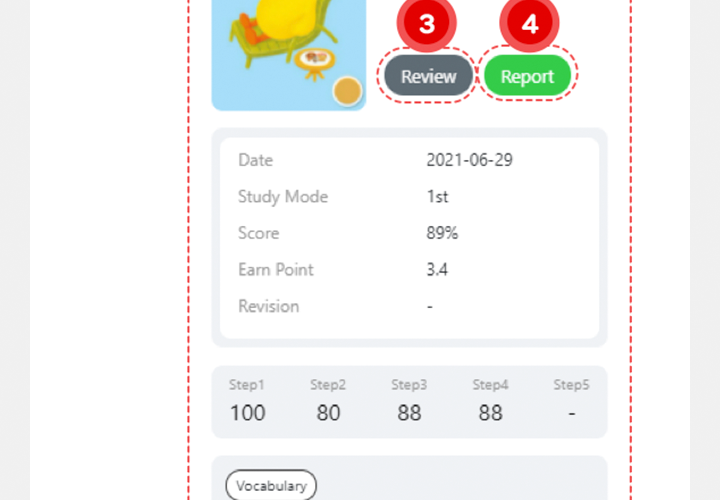 3 4
Review Report
Date 2021-06-29
Study Mode 1st
Score 89%
Earn Point 3.4
Revision -
Step1 Step2 Step3 Step4 Step5
100 80 88 88 -
Vocabulary